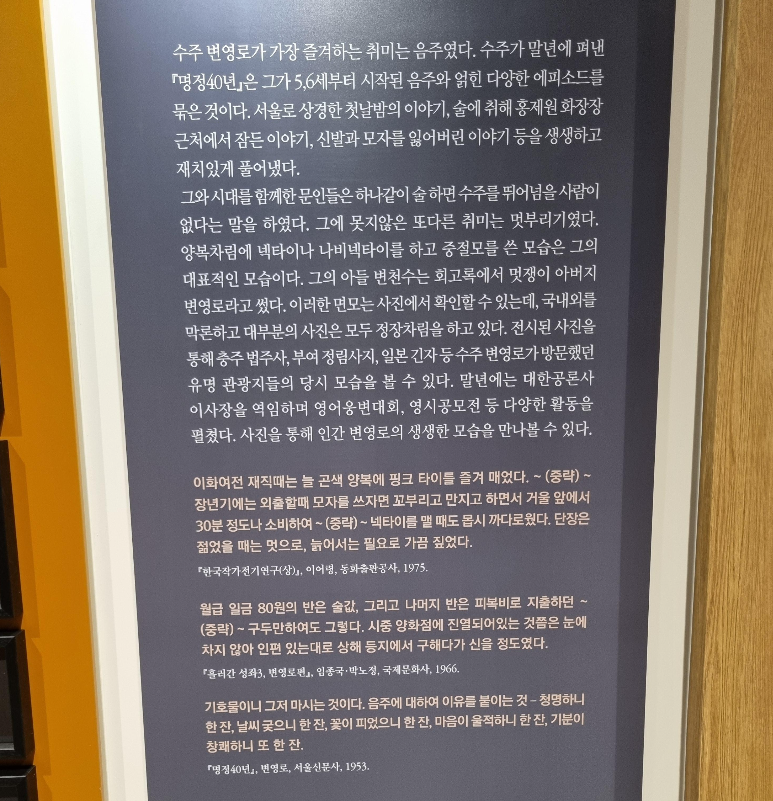 수주 변영로가 가장 즐겨하는 취미는 음주였다. 수주가 말년에 펴낸
『명정40년』은 그가 5,6세부터 시작된 음주와 얽힌 다양한 에피소드를
묶은 것이다. 서울로 상경한 첫날밤의 이야기, 술에 취해 홍제원 화장장
근처에서 잠든 이야기, 신발과 모자를 잃어버린 이야기 등을 생생하고
재치있게 풀어냈다.
그와 시대를 함께한 문인들은 하나같이 술 하면 수주를 뛰어넘을 사람이
없다는 말을 하였다. 그에 못지않은 또다른 취미는 멋부리기였다.
양복차림에 넥타이나 나비넥타이를 하고 중절모를 쓴 모습은 그의
대표적인 모습이다. 그의 아들 변천수는 회고록에서 멋쟁이 아버지
변영로라고 썼다. 이러한 면모는 사진에서 확인할 수 있는데, 국내외를
막론하고 대부분의 사진은 모두 정장차림을 하고 있다. 전시된 사진을
통해 충주 법주사, 부여 정림사지, 일본 긴자 등 수주 변영로가 방문했던
유명 관광지들의 당시 모습을 볼 수 있다. 말년에는 대한공론사
이사장을 역임하며 영어웅변대회, 영시공모전 등 다양한 활동을
펼쳤다. 사진을 통해 인간 변영로의 생생한 모습을 만나볼 수 있다.
이화여전 재직때는 늘 곤색 양복에 핑크 타이를 즐겨 매었다. ~ (중략) ~
장년기에는 외출할때 모자를 쓰자면 꼬부리고 만지고 하면서 거울 앞에서
30분 정도나 소비하여 ~ (중략) ~ 넥타이를 맬 때도 몹시 까다로웠다. 단장은
젊었을 때는 멋으로, 늙어서는 필요로 가끔 짚었다.
『한국작가전기연구(상)』, 이어령, 동화출판공사, 1975.
월급 일금 80원의 반은 술값, 그리고 나머지 반은 피복비로 지출하던 ~
(중략) ~ 구두만하여도 그렇다. 시중 양화점에 진열되어있는 것쯤은 눈에
차지 않아 인편 있는대로 상해 등지에서 구해다가 신을 정도였다.
『흘러간 성좌3, 변영로편』, 임종국·박노정, 국제문화사, 1966.
기호물이니 그저 마시는 것이다. 음주에 대하여 이유를 붙이는 것 – 청명하니
한 잔, 날씨 궂으니 한 잔, 꽃이 피었으니 한 잔, 마음이 울적하니 한 잔, 기분이
창쾌하니 또 한 잔.
『명정40년』, 변영로, 서울신문사, 1953.